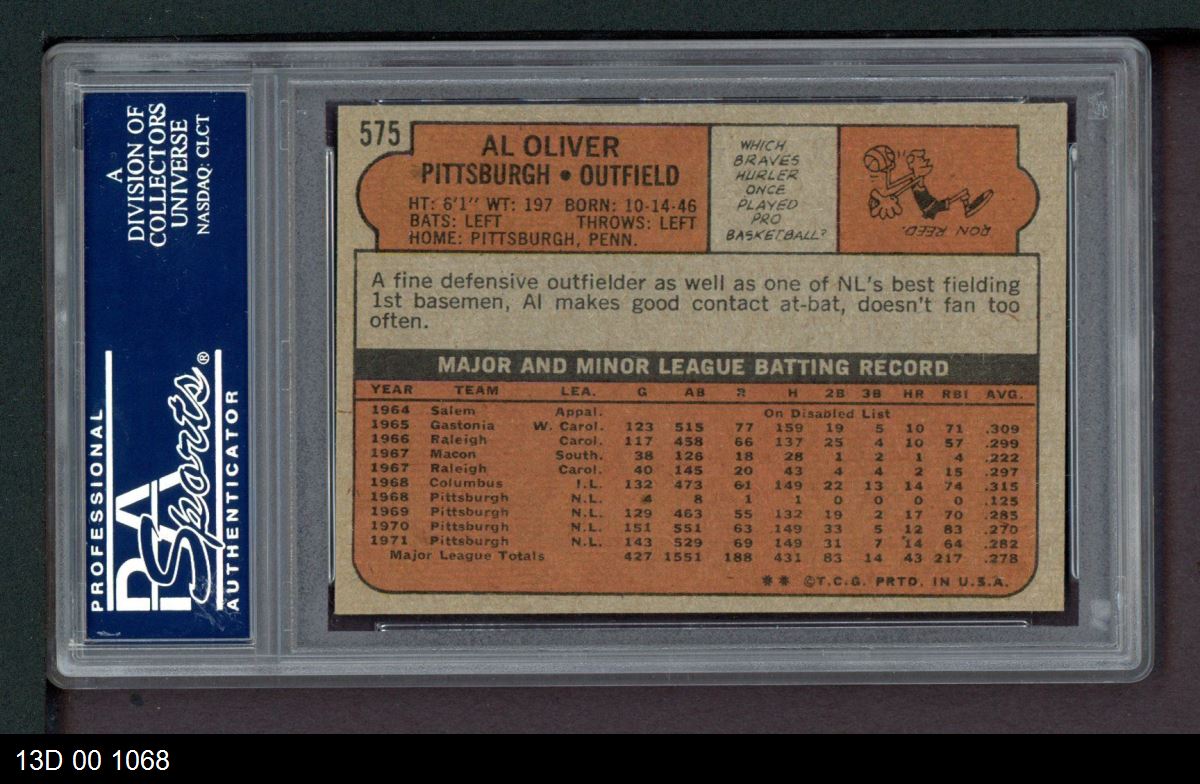 A
DIVISION OF
COLLECTORS
UNIVERSE
NASDAQ: CLCT
PROFESSIONAL
PSA
Sports®
AUTHENTICATOR
575
AL OLIVER
PITTSBURGH • OUTFIELD
HT: 6'1" WT: 197 BORN: 10-14-46
BATS: LEFT THROWS: LEFT
HOME: PITTSBURGH, PENN.
WHICH
BRAVES
HURLER
ONCE
PLAYED
PRO
BASKETBALL?
RON REED.
A fine defensive outfielder as well as one of NL's best fielding
1st basemen, Al makes good contact at-bat, doesn't fan too
often.
MAJOR AND MINOR LEAGUE BATTING RECORD
YEAR TEAM LEA. G AB R H 2B 3B HR RBI AVG.
1964 Salem Appal. On Disabled List
1965 Gastonia W. Carol. 123 515 77 159 19 5 10 71 .309
1966 Raleigh Carol. 117 458 66 137 25 4 10 57 .299
1967 Macon South. 38 126 18 28 1 2 1 4 .222
1967 Raleigh Carol. 40 145 20 43 4 4 2 15 .297
1968 Columbus I.L. 132 473 61 149 22 13 14 74 .315
1968 Pittsburgh N.L. 4 8 1 1 0 0 0 0 .125
1969 Pittsburgh N.L. 129 463 55 132 19 2 17 70 .285
1970 Pittsburgh N.L. 151 551 63 149 33 5 12 83 .270
1971 Pittsburgh N.L. 143 529 69 149 31 7 14 64 .282
Major League Totals 427 1551 188 431 83 14 43 217 .278
** ©T.C.G. PRTD. IN U.S.A.
13D 00 1068